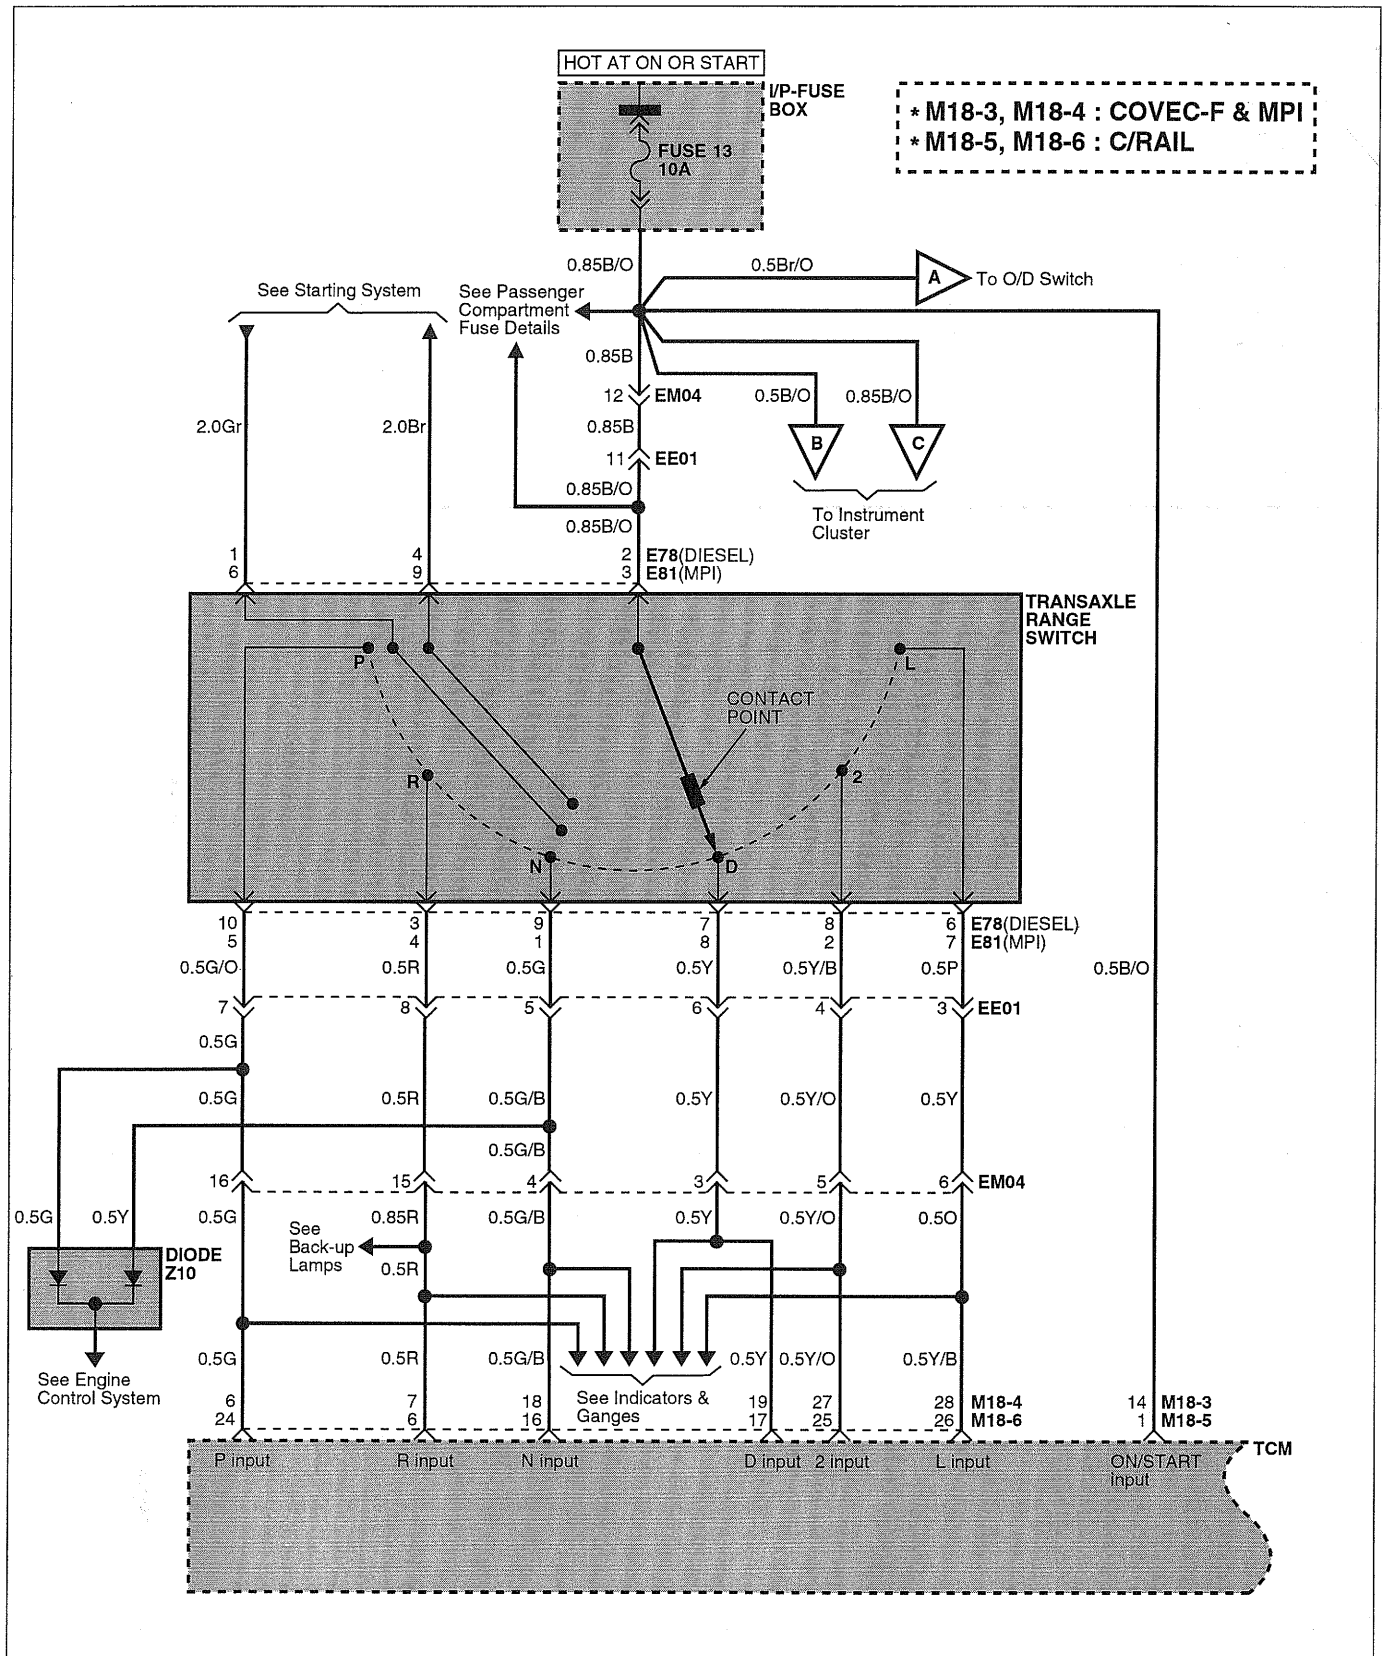 HOT AT ON OR START
I/P-FUSE
BOX
FUSE 13
10A
* M18-3, M18-4 : COVEC-F & MPI
* M18-5, M18-6 : C/RAIL
0.85B/O
0.5Br/O
A
To O/D Switch
See Starting System
See Passenger
Compartment
Fuse Details
0.85B
12
EM04
0.5B/O
0.85B/O
2.0Gr
2.0Br
0.85B
B
C
11
EE01
0.85B/O
To Instrument
Cluster
0.85B/O
1
4
2
E78(DIESEL)
6
9
3
E81(MPI)
TRANSAXLE
RANGE
SWITCH
P
L
CONTACT
POINT
R
2
N
D
10
3
9
7
8
6
E78(DIESEL)
5
4
1
8
2
7
E81(MPI)
0.5G/O
0.5R
0.5G
0.5Y
0.5Y/B
0.5P
0.5B/O
7
8
5
6
4
3
EE01
0.5G
0.5G
0.5R
0.5G/B
0.5Y
0.5Y/O
0.5Y
0.5G/B
16
15
4
3
5
6
EM04
0.5G
0.5Y
0.5G
0.85R
0.5G/B
0.5Y
0.5Y/O
0.5O
See
Back-up
Lamps
DIODE
Z10
0.5R
0.5G
0.5R
0.5G/B
0.5Y
0.5Y/O
0.5Y/B
See Engine
Control System
See Indicators &
Ganges
6
7
18
19
27
28
M18-4
14
M18-3
24
6
16
17
25
26
M18-6
1
M18-5
TCM
P input
R input
N input
D input
2 input
L input
ON/START
input